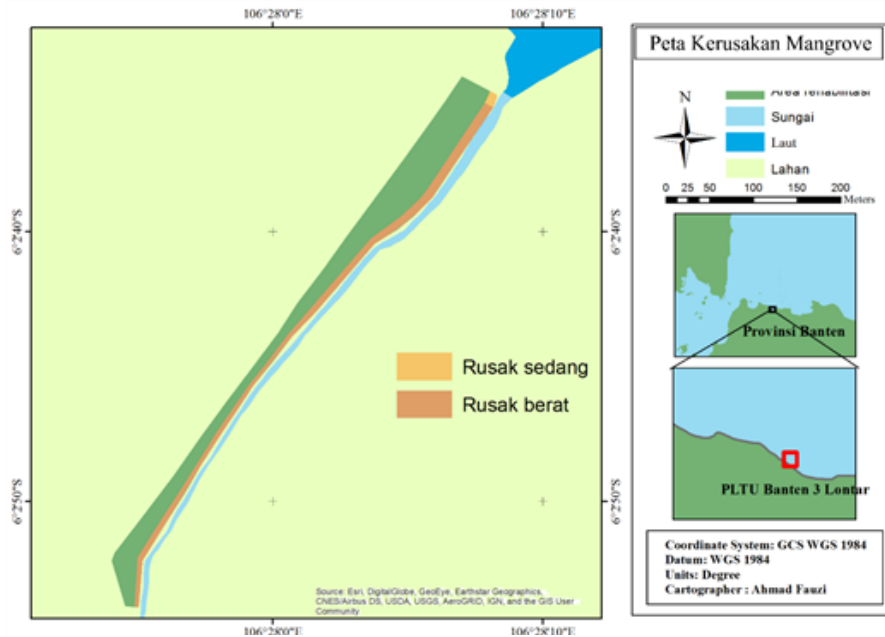 106°28'0"E
106°28'10"E
6°2'40"S
6°2'40"S
6°2'50"S
6°2'50"S
Rusak sedang
Rusak berat
Source: Esri, DigitalGlobe, GeoEye, Earthstar Geographics,
CNES/Airbus DS, USDA, USGS, AeroGRID, IGN, and the GIS User
Community
106°28'0"E
106°28'10"E
Peta Kerusakan Mangrove
N
Area rehabilitasi
Sungai
Laut
Lahan
0 25 50 100 150 200
Meters
Provinsi Banten
PLTU Banten 3 Lontar
Coordinate System: GCS WGS 1984
Datum: WGS 1984
Units: Degree
Cartographer : Ahmad Fauzi